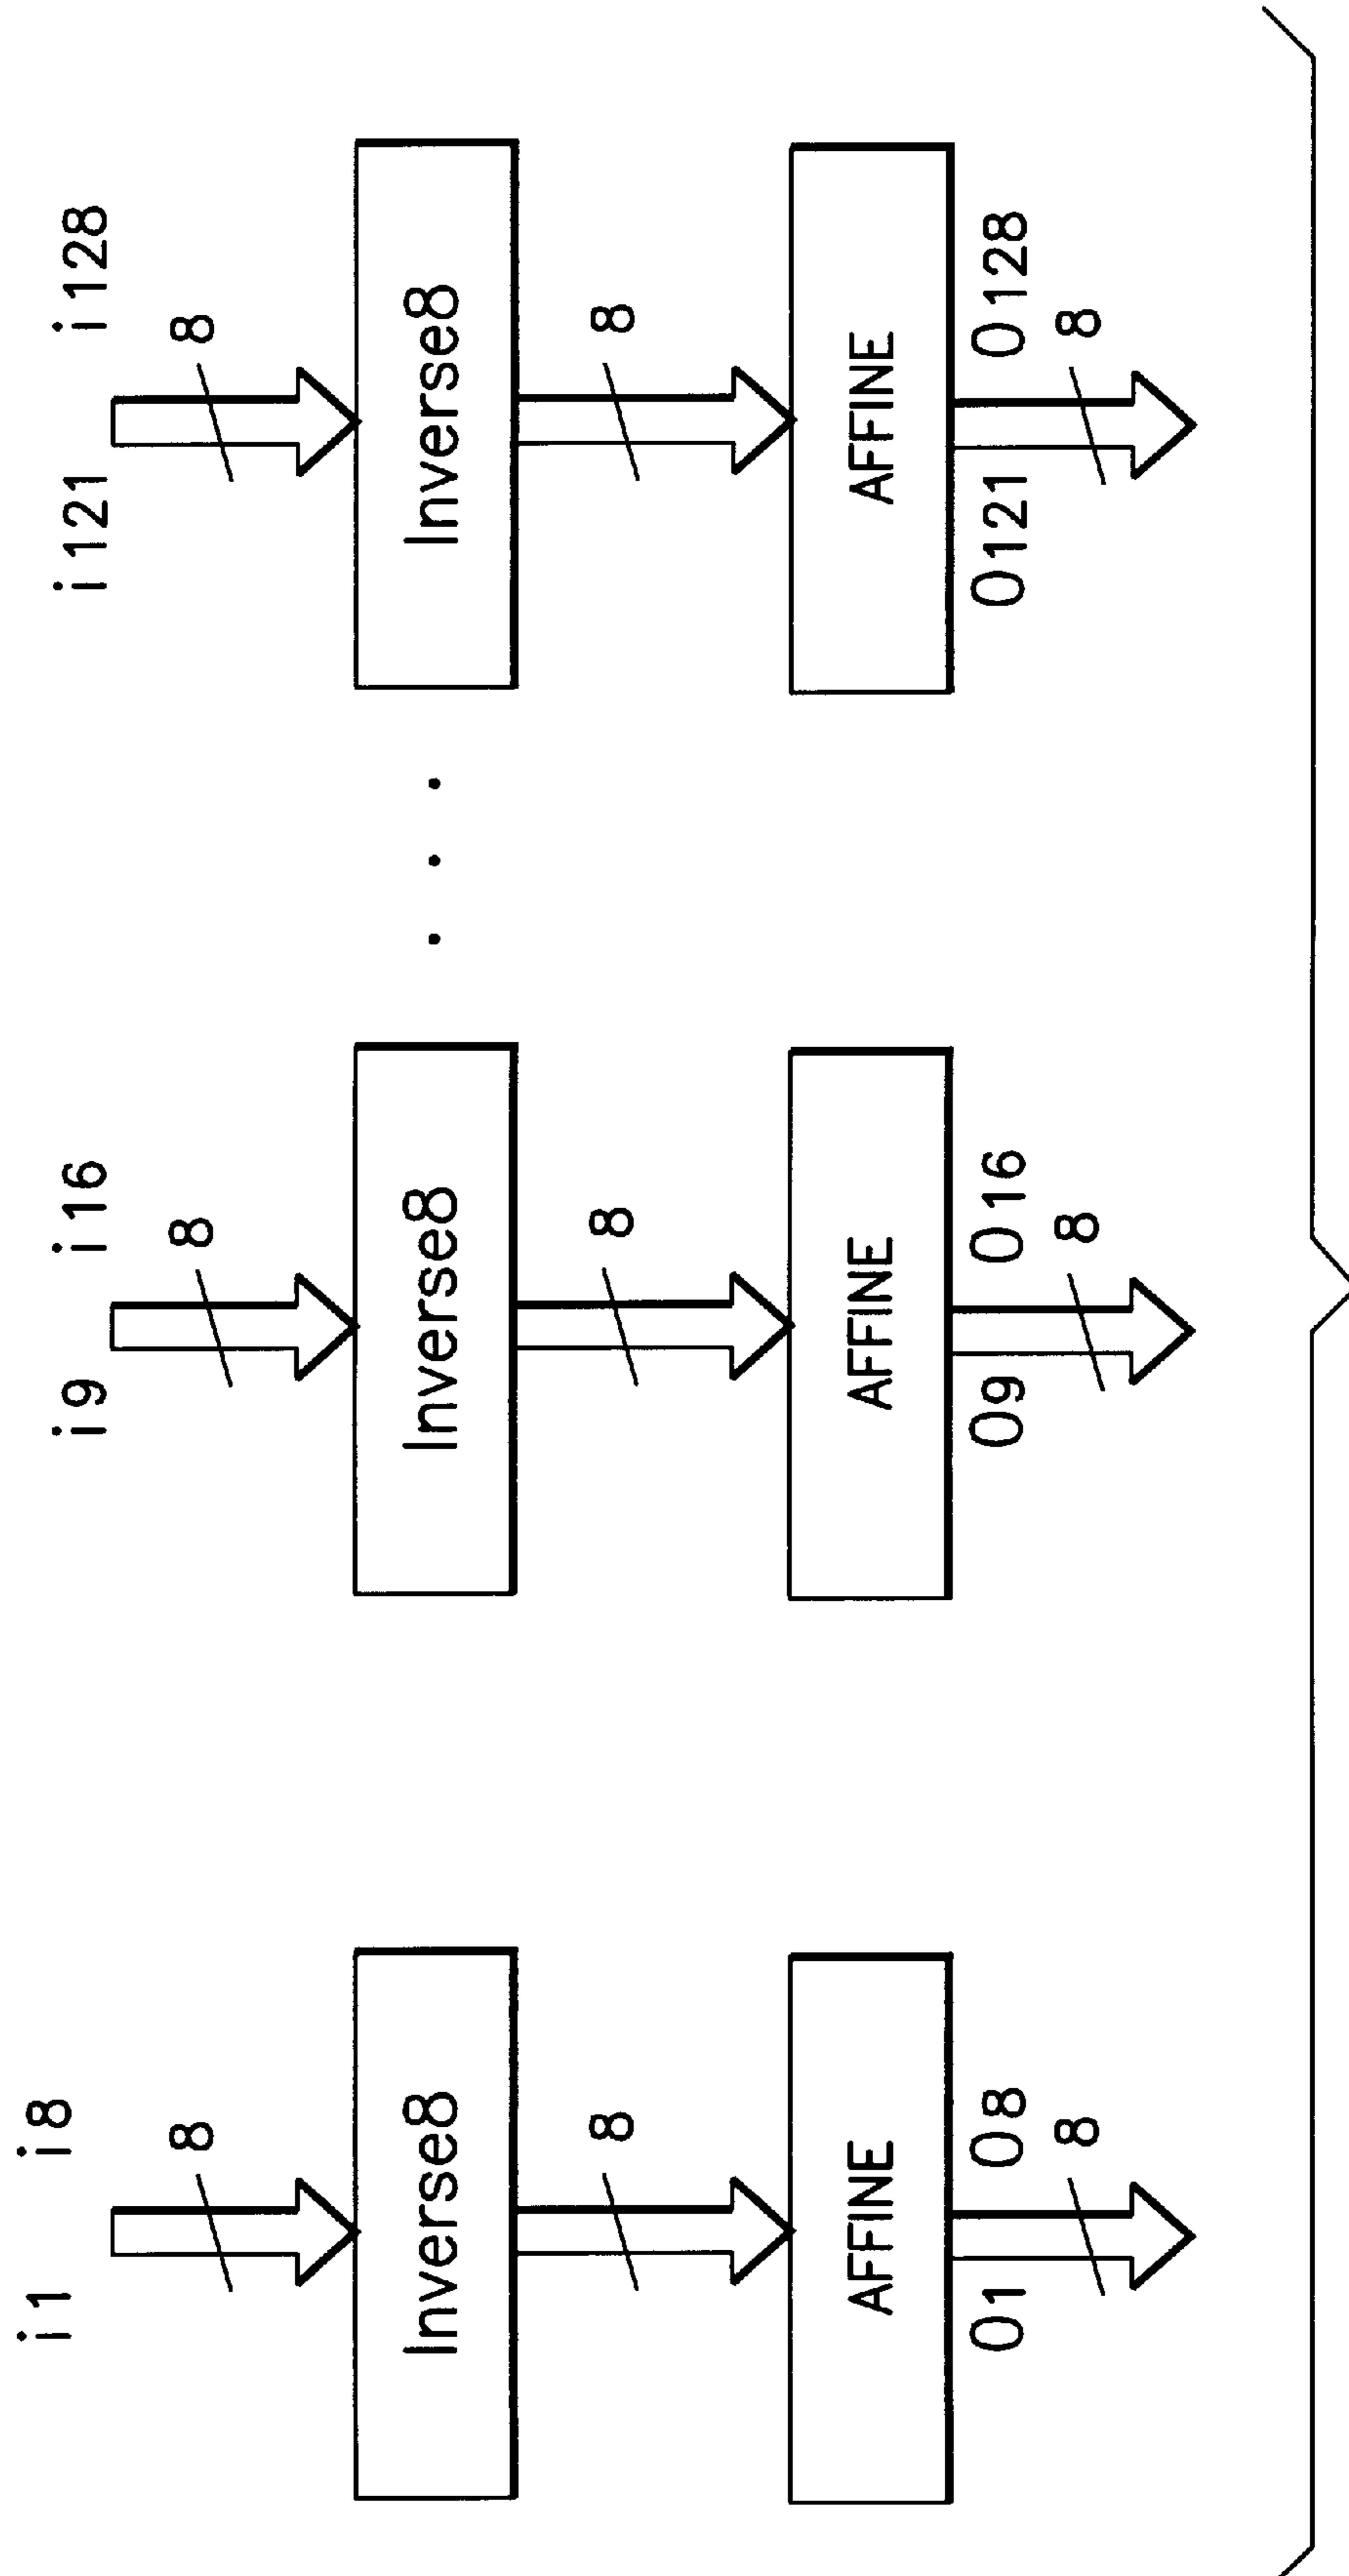 i1 i8 i9 i16 i121 i128
8 8 8
Inverse8 Inverse8 . . . Inverse8
8 8 8
AFFINE AFFINE AFFINE
O1 O8 O9 O16 O121 O128
8 8 8